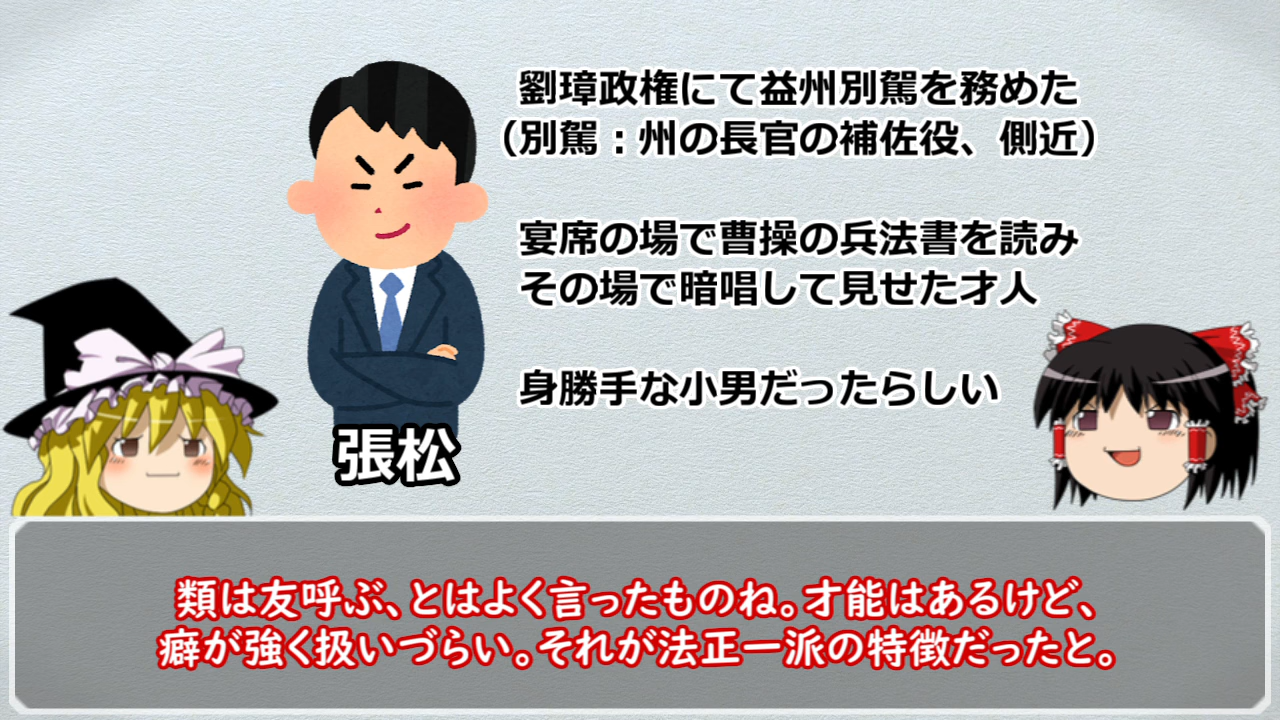 劉璋政権にて益州別駕を務めた
（別駕：州の長官の補佐役、側近）
宴席の場で曹操の兵法書を読み
その場で暗唱して見せた才人
身勝手な小男だったらしい
張松
類は友呼ぶ、とはよく言ったものね。才能はあるけど、
癖が強く扱いづらい。それが法正一派の特徴だったと。